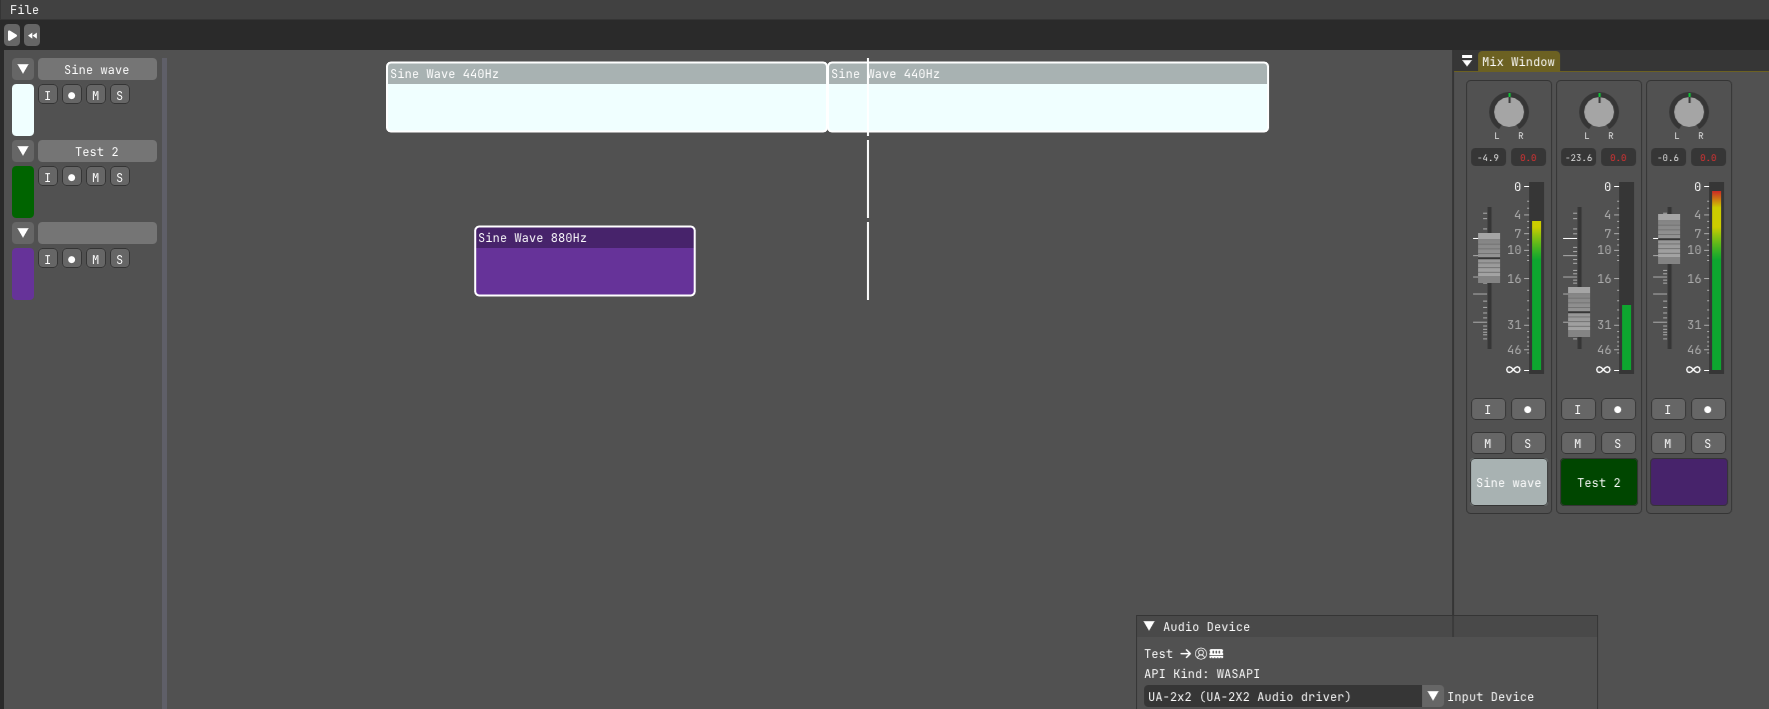 File
Sine wave
I M S
Test 2
I M S
I M S
Sine Wave 440Hz
Sine Wave 440Hz
Sine Wave 880Hz
Mix Window
L R
-4.9 0.0
0
4
7
10
16
31
46
∞
I
M S
Sine wave
L R
-23.6 0.0
0
4
7
10
16
31
46
∞
I
M S
Test 2
L R
-0.6 0.0
0
4
7
10
16
31
46
∞
I
M S
Audio Device
Test
API Kind: WASAPI
UA-2x2 (UA-2X2 Audio driver) Input Device